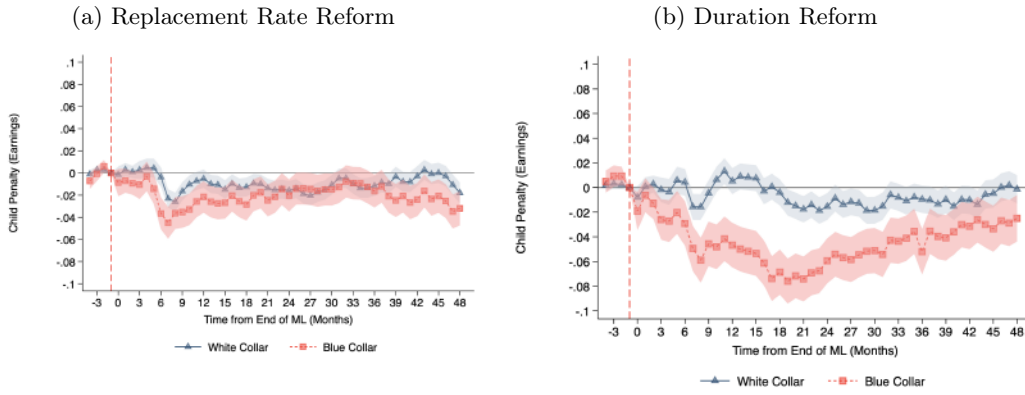 (a) Replacement Rate Reform
.1
.08
.06
.04
.02
0
-.02
-.04
-.06
-.08
-.1
Child Penalty (Earnings)
-3 0 3 6 9 12 15 18 21 24 27 30 33 36 39 42 45 48
Time from End of ML (Months)
White Collar Blue Collar
(b) Duration Reform
.1
.08
.06
.04
.02
0
-.02
-.04
-.06
-.08
-.1
Child Penalty (Earnings)
-3 0 3 6 9 12 15 18 21 24 27 30 33 36 39 42 45 48
Time from End of ML (Months)
White Collar Blue Collar